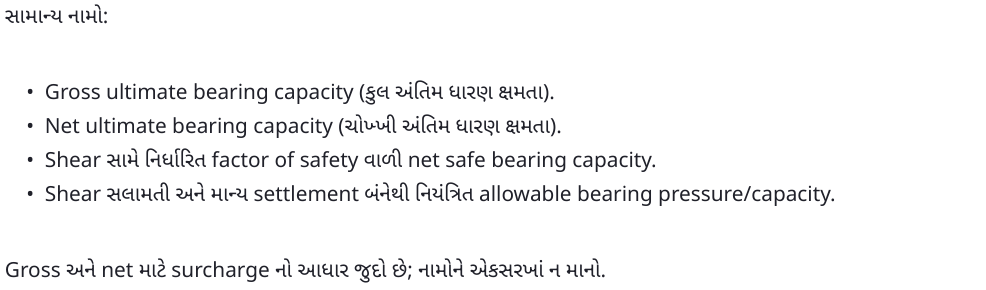 સામાન્ય નામો:
• Gross ultimate bearing capacity (કુલ અંતિમ ધારણ ક્ષમતા).
• Net ultimate bearing capacity (ચોખ્ખી અંતિમ ધારણ ક્ષમતા).
• Shear સામે નિર્ધારિત factor of safety વાળી net safe bearing capacity.
• Shear સલામતી અને માન્ય settlement બંનેથી નિયંત્રિત allowable bearing pressure/capacity.
Gross અને net માટે surcharge નો આધાર જુદો છે; નામોને એકસરખાં ન માનો.